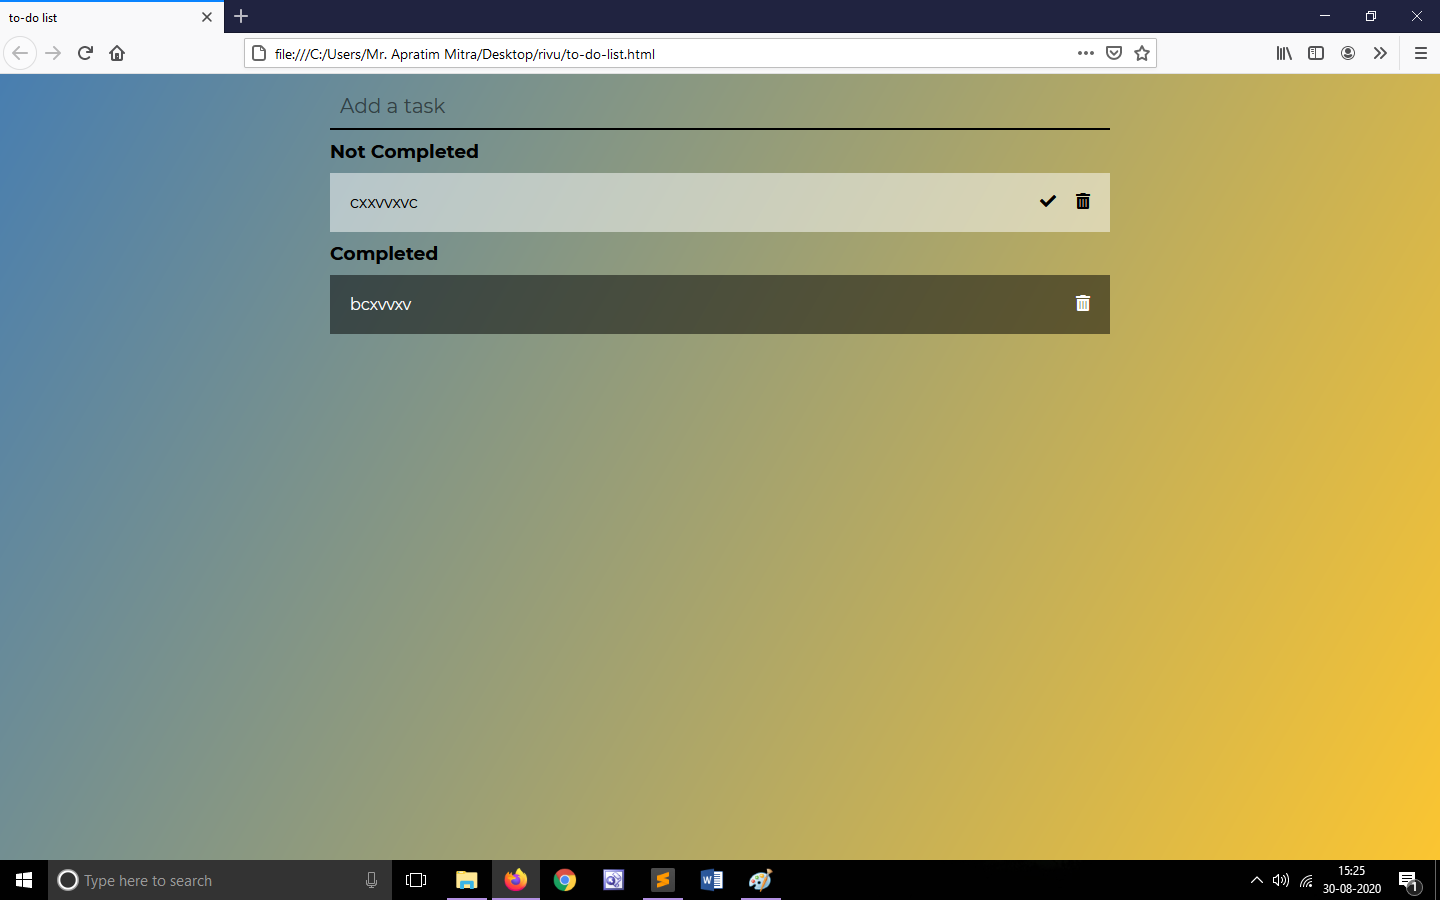 to-do list
file:///C:/Users/Mr. Apratim Mitra/Desktop/rivu/to-do-list.html
Add a task
Not Completed
cxxvvxvc
Completed
bcxvvxv
Type here to search
15:25
30-08-2020
1